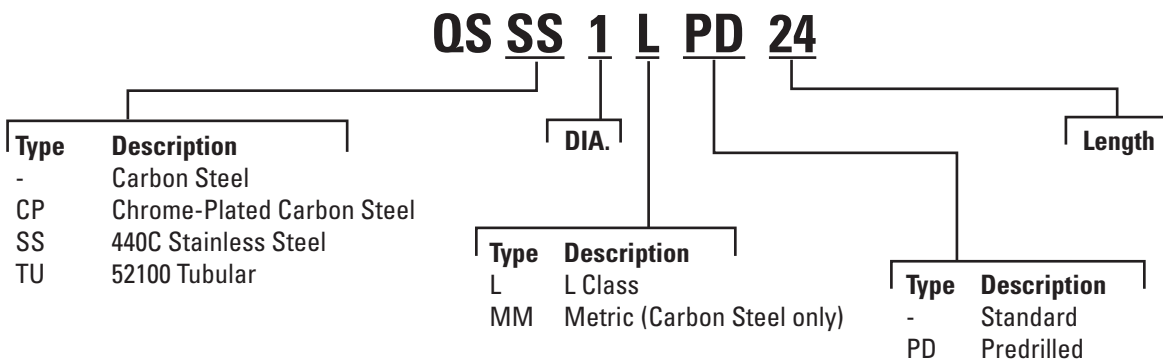 QS SS 1 L PD 24
Type Description
- Carbon Steel
CP Chrome-Plated Carbon Steel
SS 440C Stainless Steel
TU 52100 Tubular
DIA.
Type Description
L L Class
MM Metric (Carbon Steel only)
Type Description
- Standard
PD Predrilled
Length